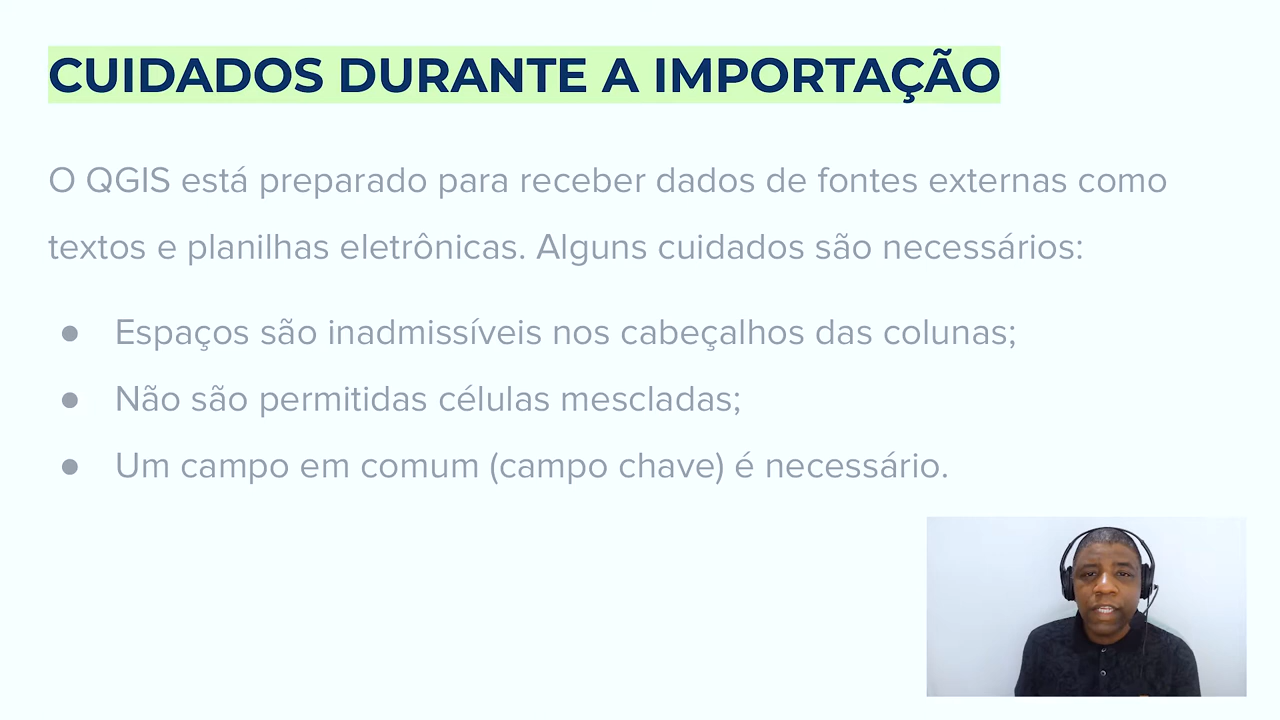 CUIDADOS DURANTE A IMPORTAÇÃO
O QGIS está preparado para receber dados de fontes externas como
textos e planilhas eletrônicas. Alguns cuidados são necessários:
● Espaços são inadmissíveis nos cabeçalhos das colunas;
● Não são permitidas células mescladas;
● Um campo em comum (campo chave) é necessário.